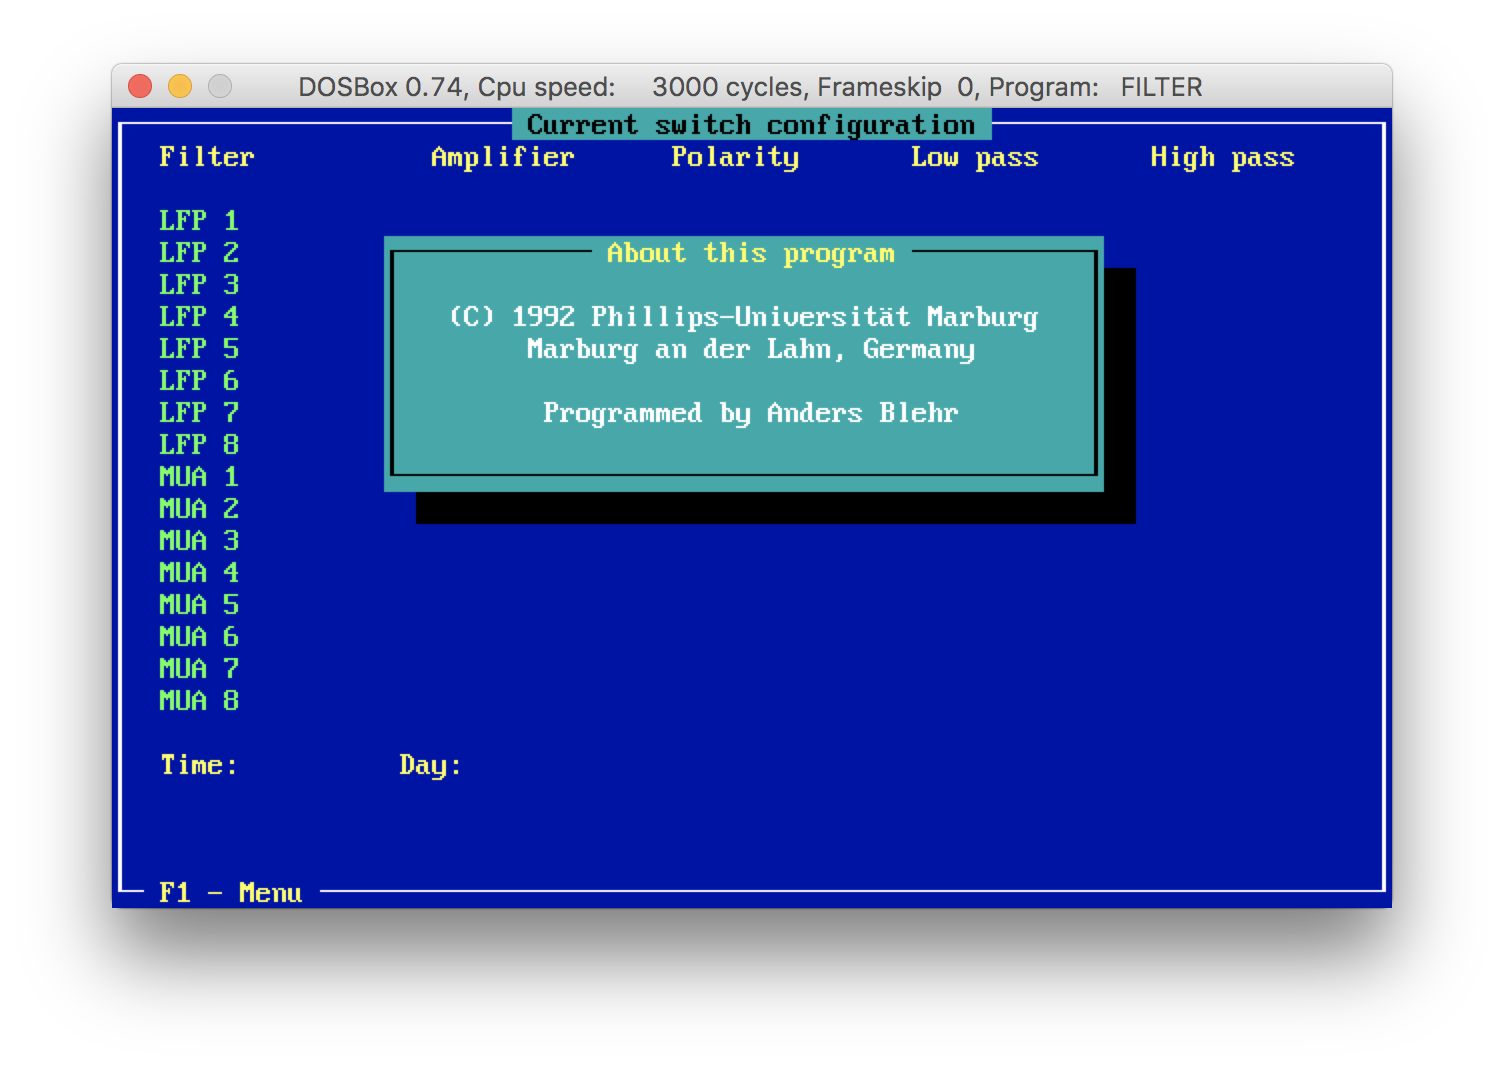 DOSBox 0.74, Cpu speed: 3000 cycles, Frameskip 0, Program: FILTER
Current switch configuration
Filter Amplifier Polarity Low pass High pass
LFP 1
LFP 2
LFP 3
LFP 4
LFP 5
LFP 6
LFP 7
LFP 8
MUA 1
MUA 2
MUA 3
MUA 4
MUA 5
MUA 6
MUA 7
MUA 8
About this program
(C) 1992 Phillips-Universität Marburg
Marburg an der Lahn, Germany
Programmed by Anders Blehr
Time: Day:
F1 - Menu